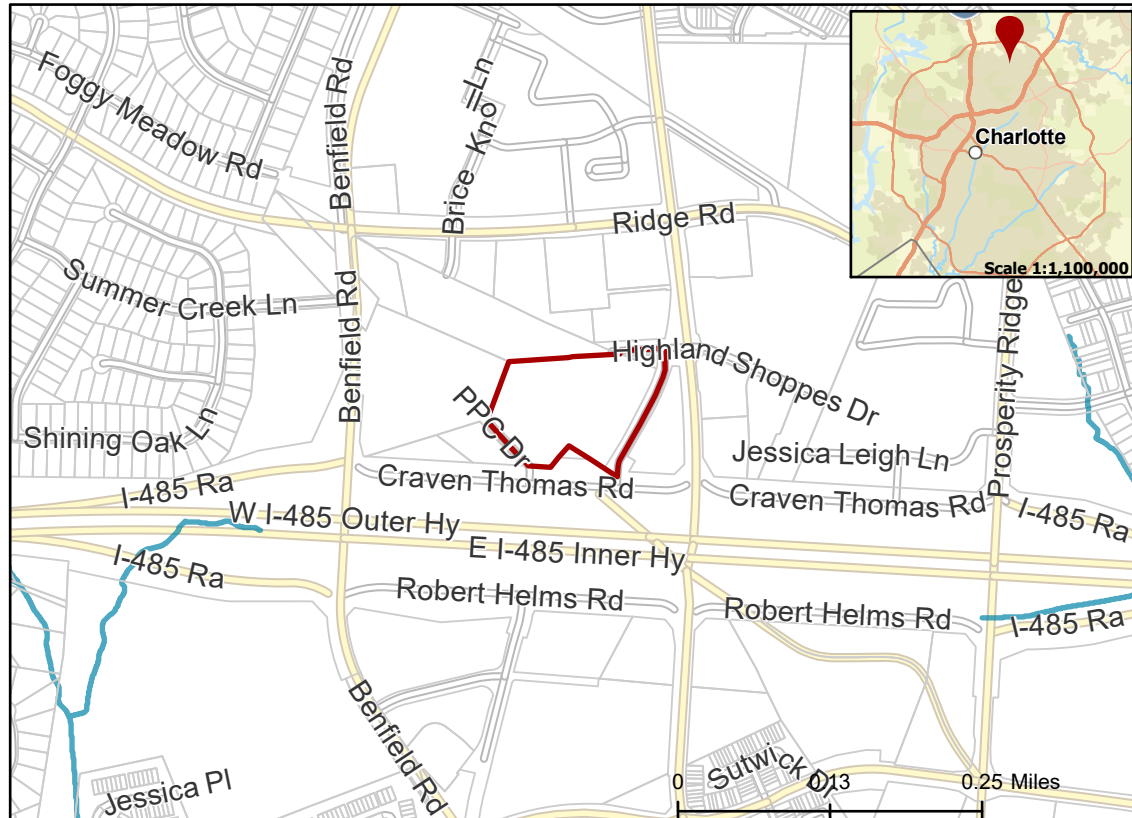 Foggy Meadow Rd
Benfield Rd
Brice Knoll Ln
Ridge Rd
Charlotte
Scale 1:1,100,000
Summer Creek Ln
Benfield Rd
Prosperity Ridge
Highland Shoppes Dr
PPC Dr
Shining Oak Ln
Jessica Leigh Ln
Craven Thomas Rd
Craven Thomas Rd
I-485 Ra
I-485 Ra
W I-485 Outer Hy
E I-485 Inner Hy
I-485 Ra
Robert Helms Rd
Robert Helms Rd
I-485 Ra
Benfield Rd
Jessica Pl
Sutwick Dr
0 0.13 0.25 Miles